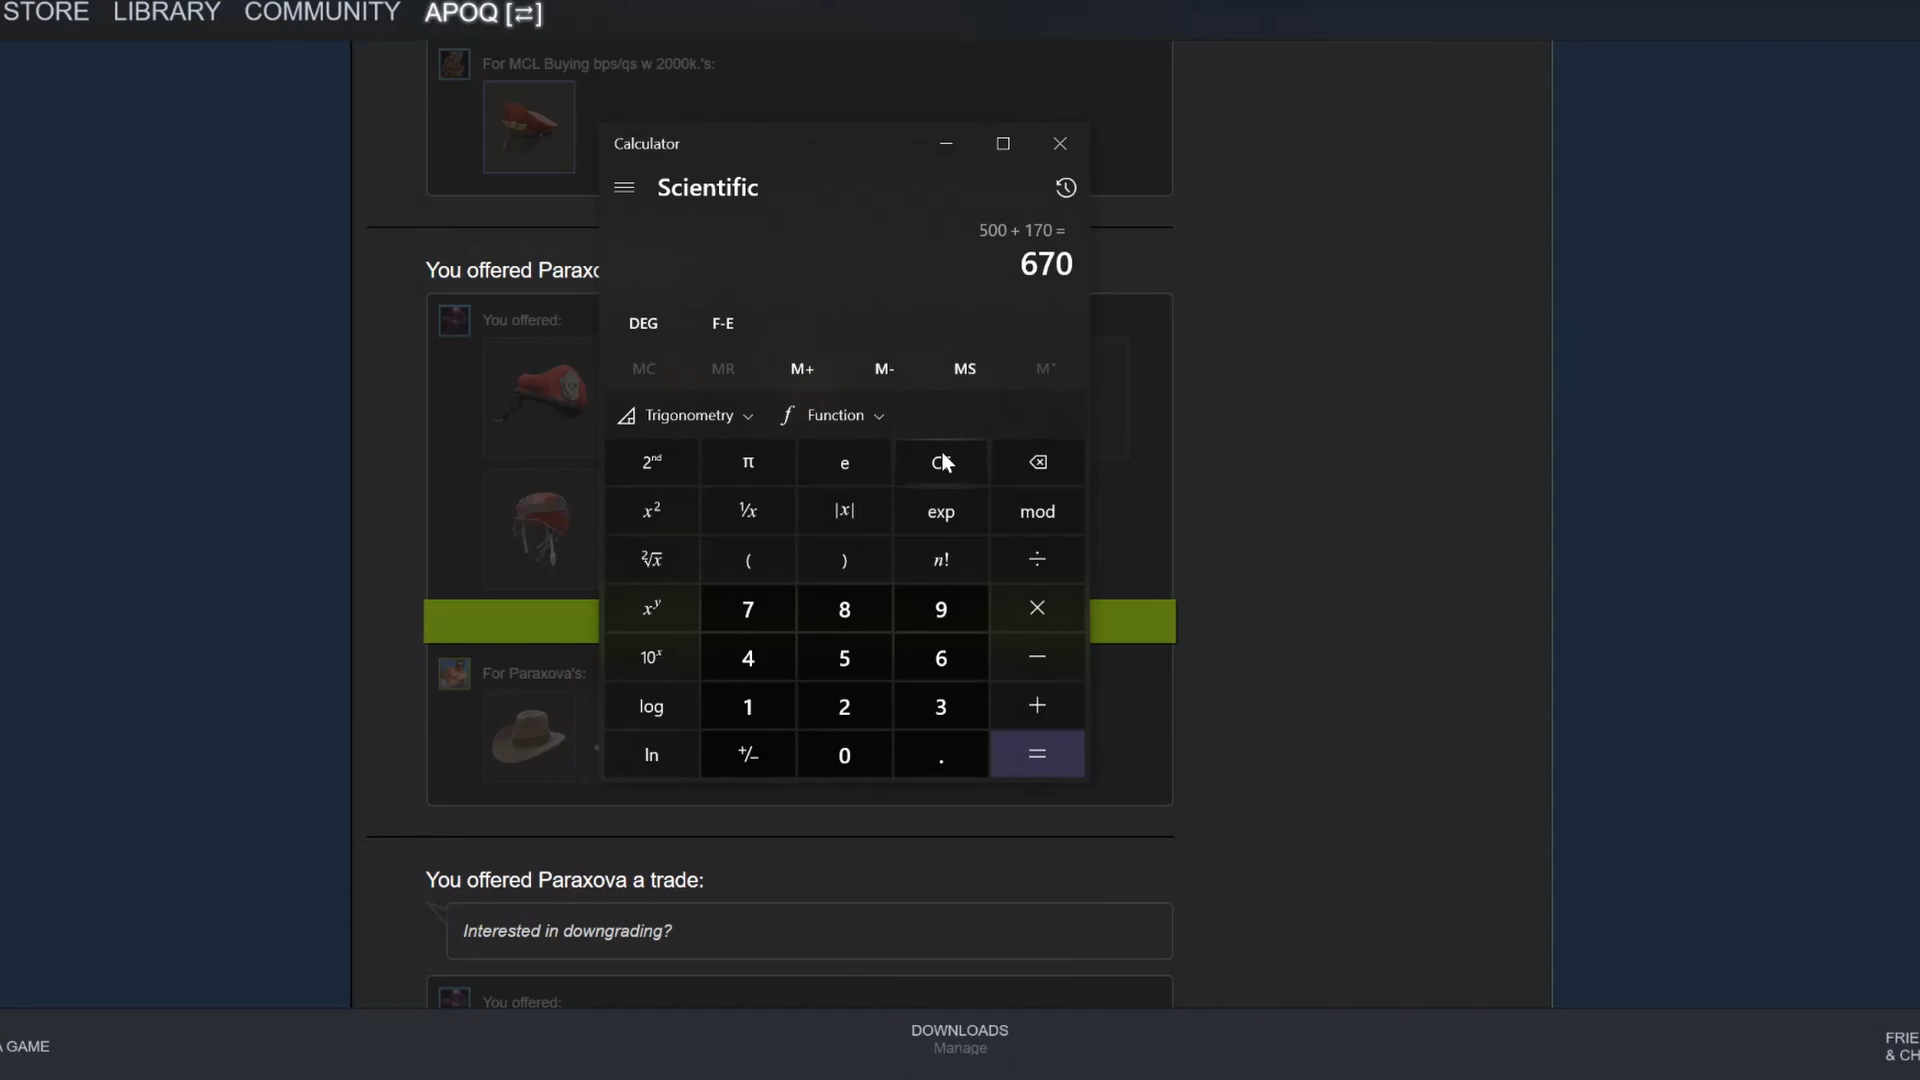 STORE LIBRARY COMMUNITY APOQ [⇄]
For MCL Buying bps/qs w 2000k.'s:
Calculator
Scientific
500 + 170 =
670
You offered Parax
You offered:
DEG F-E
MC MR M+ M- MS M˅
Trigonometry f Function
2nd π e C
x² ¹⁄x |x| exp mod
²√x ( ) n! ÷
xʸ 7 8 9 ×
10ˣ 4 5 6 −
log 1 2 3 +
ln +/− 0 . =
For Paraxova's:
You offered Paraxova a trade:
Interested in downgrading?
You offered:
A GAME
DOWNLOADS
Manage
FRIE
& CH